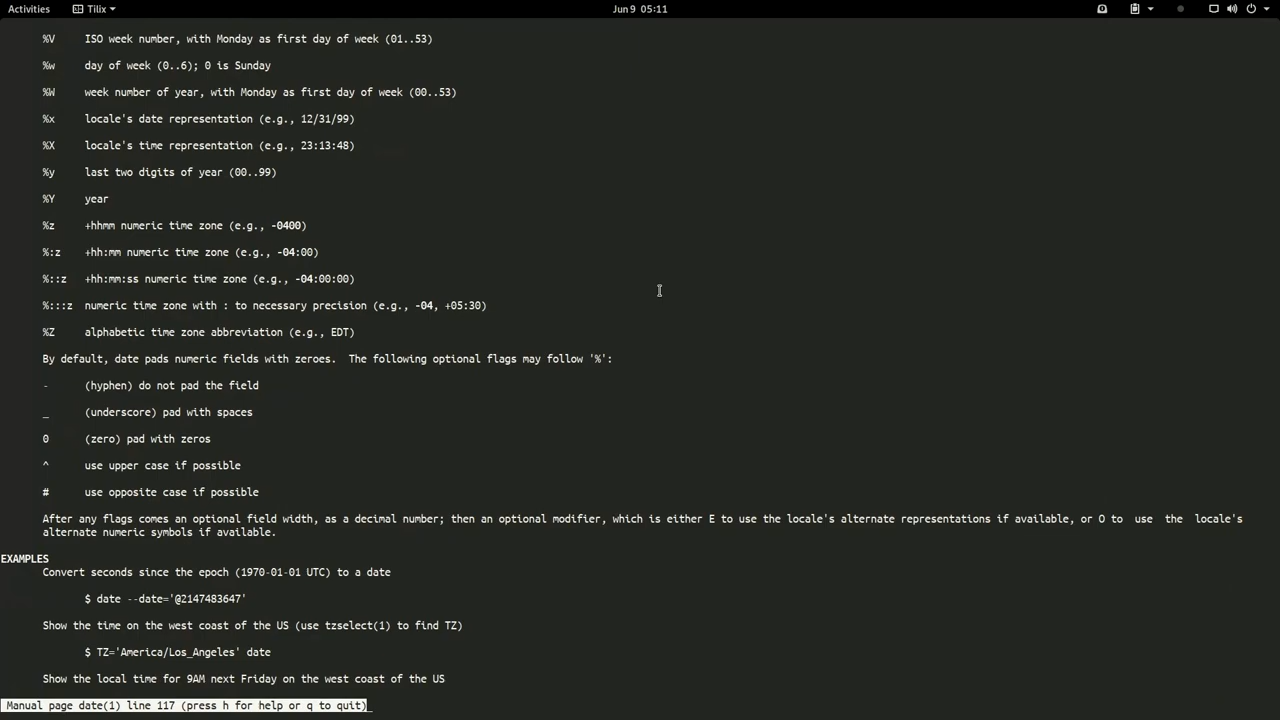 Activities Tilix Jun 9 05:11
%V ISO week number, with Monday as first day of week (01..53)
%w day of week (0..6); 0 is Sunday
%W week number of year, with Monday as first day of week (00..53)
%x locale's date representation (e.g., 12/31/99)
%X locale's time representation (e.g., 23:13:48)
%y last two digits of year (00..99)
%Y year
%z +hhmm numeric time zone (e.g., -0400)
%:z +hh:mm numeric time zone (e.g., -04:00)
%::z +hh:mm:ss numeric time zone (e.g., -04:00:00)
%:::z numeric time zone with : to necessary precision (e.g., -04, +05:30)
%Z alphabetic time zone abbreviation (e.g., EDT)
By default, date pads numeric fields with zeroes.  The following optional flags may follow '%':
- (hyphen) do not pad the field
_ (underscore) pad with spaces
0 (zero) pad with zeros
^ use upper case if possible
# use opposite case if possible
After any flags comes an optional field width, as a decimal number; then an optional modifier, which is either E to use the locale's alternate representations if available, or O to  use  the  locale's
alternate numeric symbols if available.
EXAMPLES
Convert seconds since the epoch (1970-01-01 UTC) to a date
$ date --date='@2147483647'
Show the time on the west coast of the US (use tzselect(1) to find TZ)
$ TZ='America/Los_Angeles' date
Show the local time for 9AM next Friday on the west coast of the US
Manual page date(1) line 117 (press h for help or q to quit)